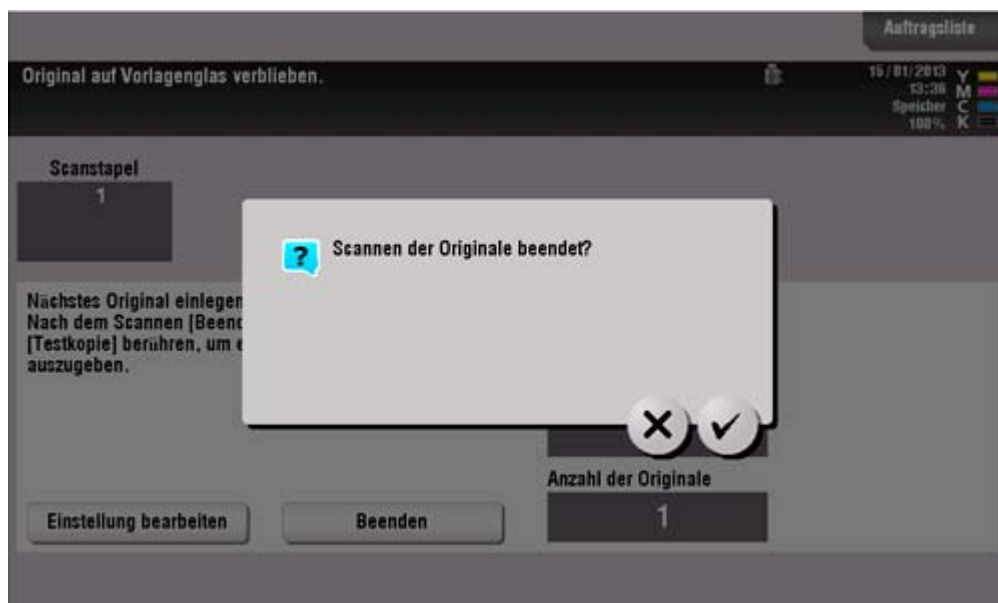 Auftragsliste
Original auf Vorlagenglas verblieben.
15/01/2013
13:36
Speicher
100%
Y
M
C
K
Scanstapel
1
? Scannen der Originale beendet?
Nächstes Original einlegen
Nach dem Scannen [Beend
[Testkopie] berühren, um e
auszugeben.
Anzahl der Originale
1
Einstellung bearbeiten
Beenden